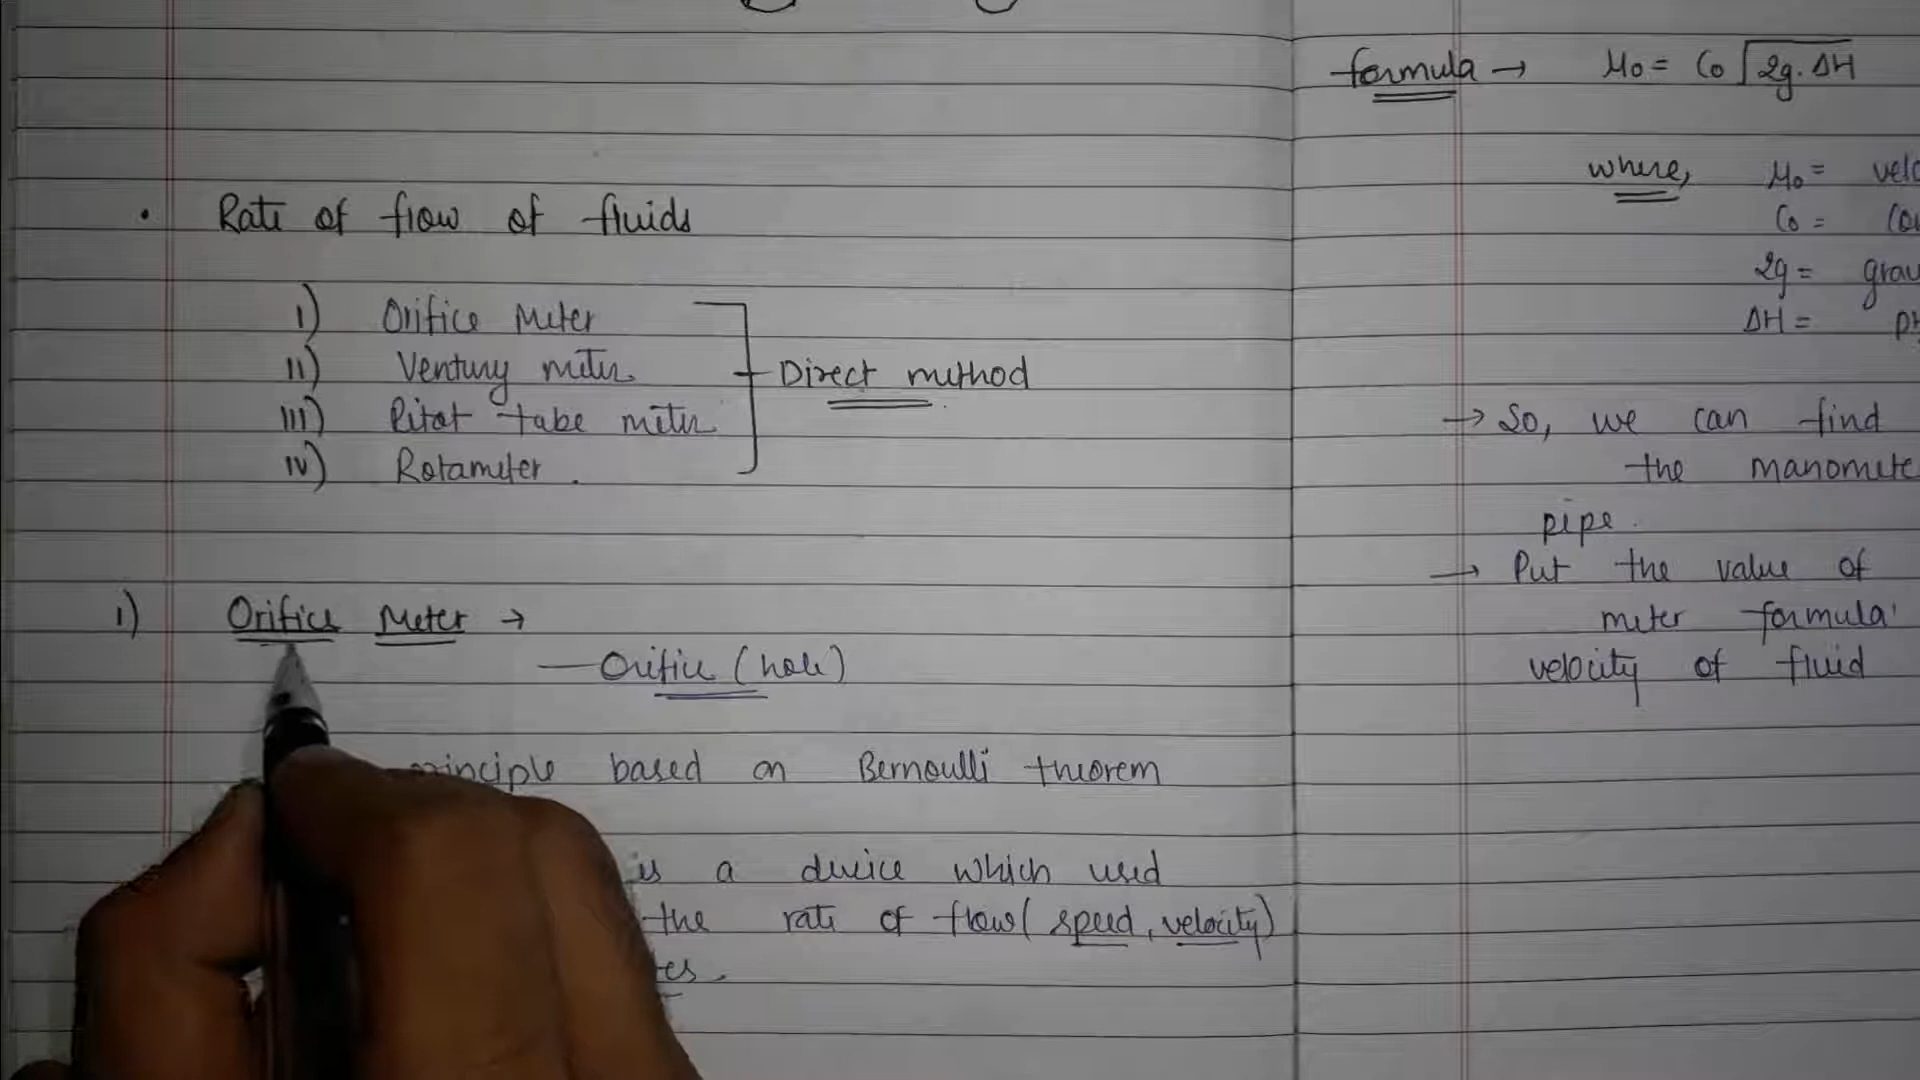 • Rate of flow of fluids
i) Orifice Meter
ii) Ventury meter
iii) Pitot tube meter
iv) Rotameter.
Direct method
1) Orifice Meter →
— Orifice (hole)
principle based on Bernoulli theorem
is a device which used
the rate of flow (speed, velocity)
formula → μo = Co √2g.ΔH
where, μo =
Co =
2g =
ΔH =
→ So, we can find
the
pipe.
→ Put the value of
meter formula
velocity of fluid